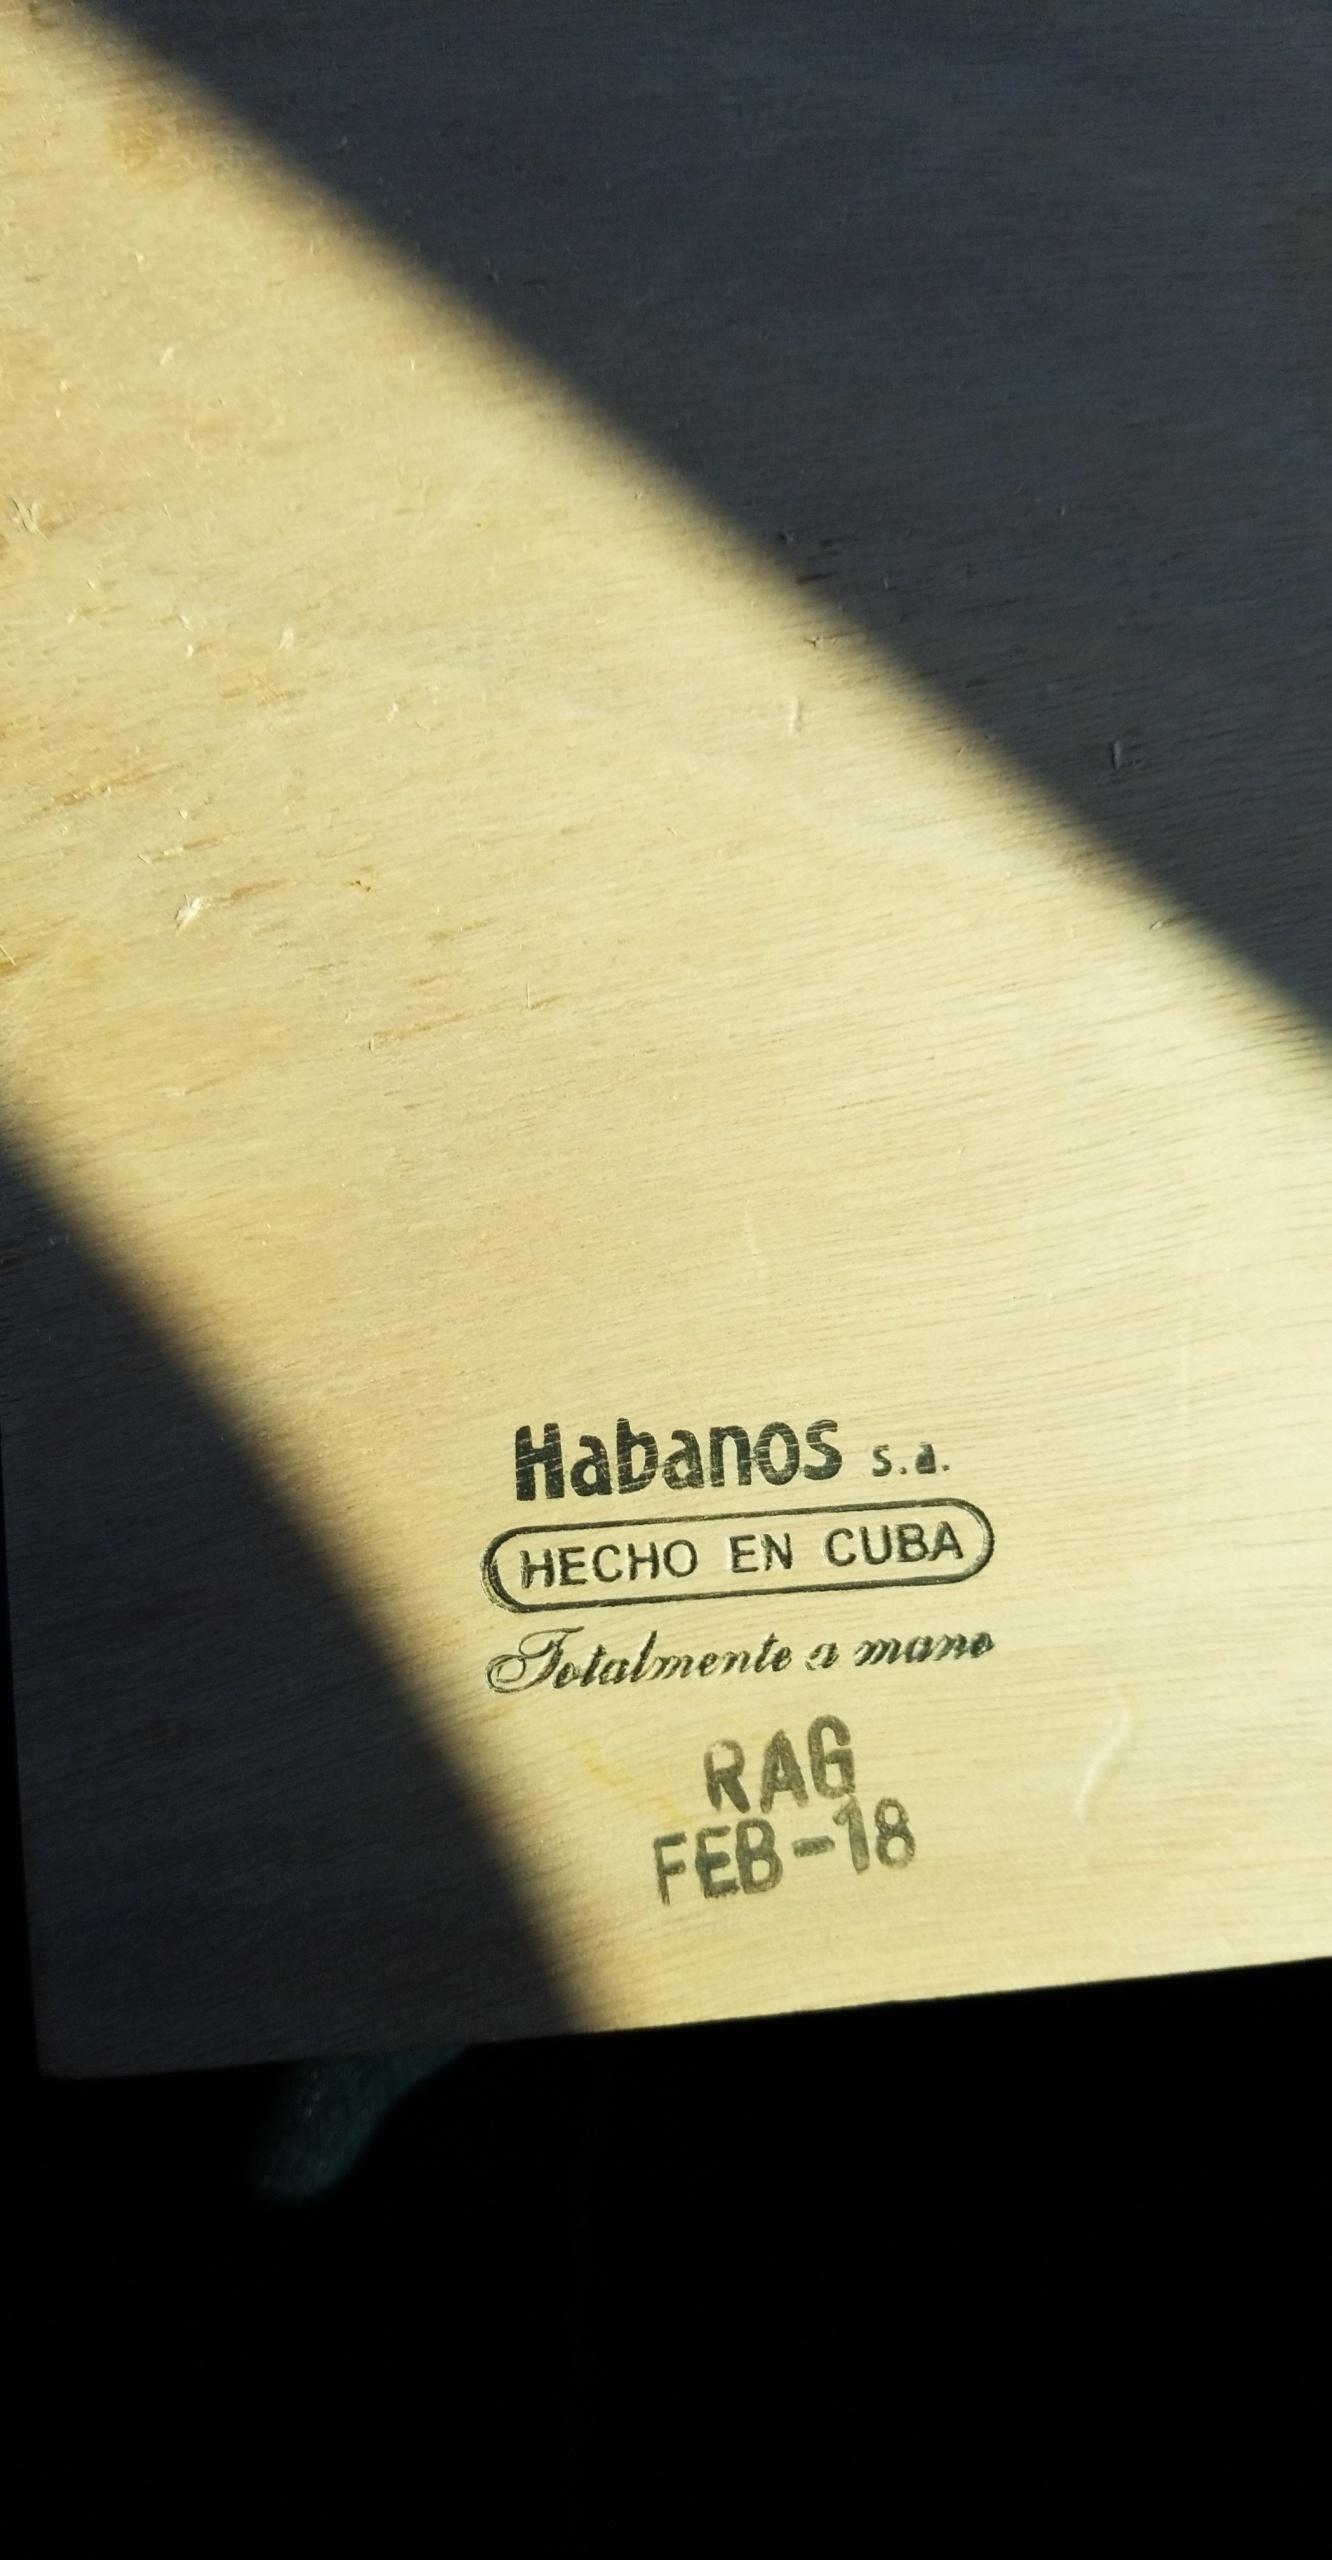 Habanos s.a.
HECHO EN CUBA
Totalmente a mano
RAG
FEB-18